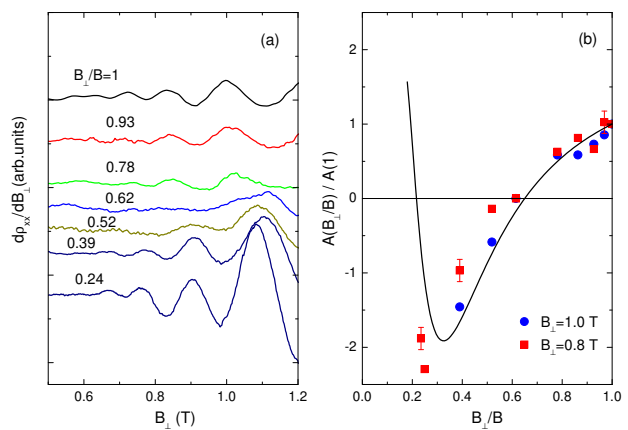 (a)
B⊥/B=1
0.93
0.78
0.62
0.52
0.39
0.24
dρxx/dB⊥(arb.units)
0.6 0.8 1.0 1.2
B⊥ (T)
(b)
2
1
0
-1
-2
A(B⊥/B) / A(1)
B⊥=1.0 T
B⊥=0.8 T
0.0 0.2 0.4 0.6 0.8 1.0
B⊥/B